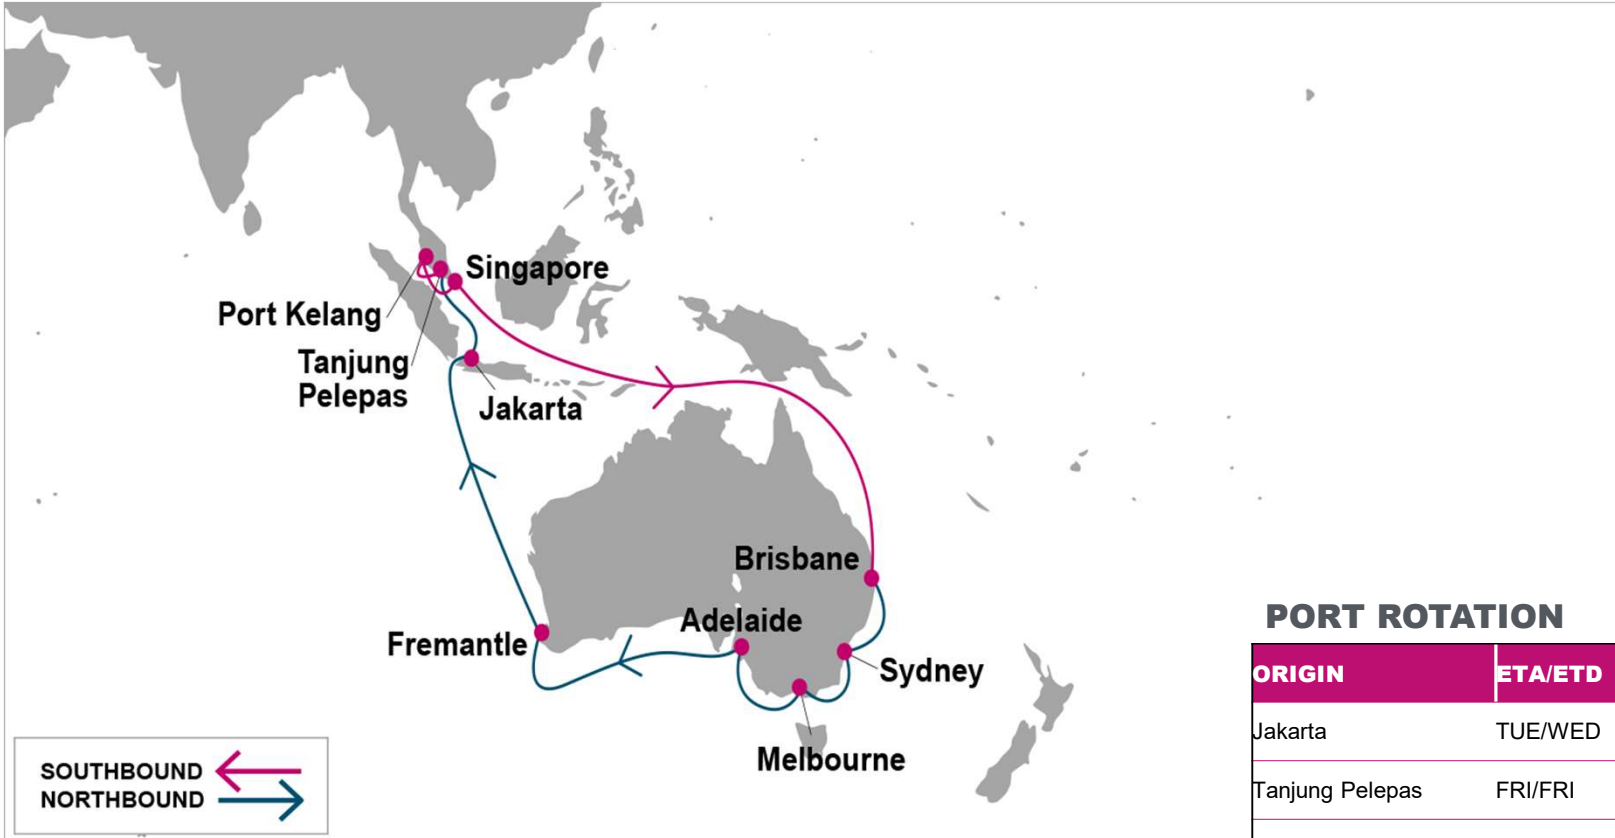 Singapore
Port Kelang
Tanjung
Pelepas
Jakarta
Brisbane
Adelaide
Fremantle
Sydney
Melbourne
SOUTHBOUND
NORTHBOUND
PORT ROTATION
ORIGIN ETA/ETD
Jakarta TUE/WED
Tanjung Pelepas FRI/FRI